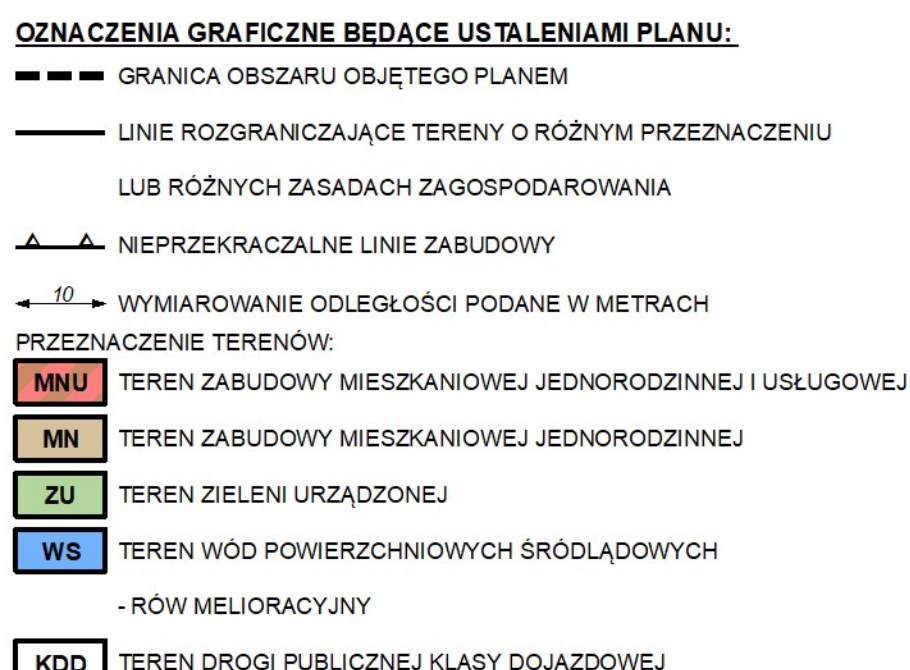 OZNACZENIA GRAFICZNE BĘDĄCE USTALENIAMI PLANU:
GRANICA OBSZARU OBJĘTEGO PLANEM
LINIE ROZGRANICZAJĄCE TERENY O RÓŻNYM PRZEZNACZENIU
LUB RÓŻNYCH ZASADACH ZAGOSPODAROWANIA
NIEPRZEKRACZALNE LINIE ZABUDOWY
10 WYMIAROWANIE ODLEGŁOŚCI PODANE W METRACH
PRZEZNACZENIE TERENÓW:
MNU TEREN ZABUDOWY MIESZKANIOWEJ JEDNORODZINNEJ I USŁUGOWEJ
MN TEREN ZABUDOWY MIESZKANIOWEJ JEDNORODZINNEJ
ZU TEREN ZIELENI URZĄDZONEJ
WS TEREN WÓD POWIERZCHNIOWYCH ŚRÓDLĄDOWYCH
- RÓW MELIORACYJNY
KDD TEREN DROGI PUBLICZNEJ KLASY DOJAZDOWEJ